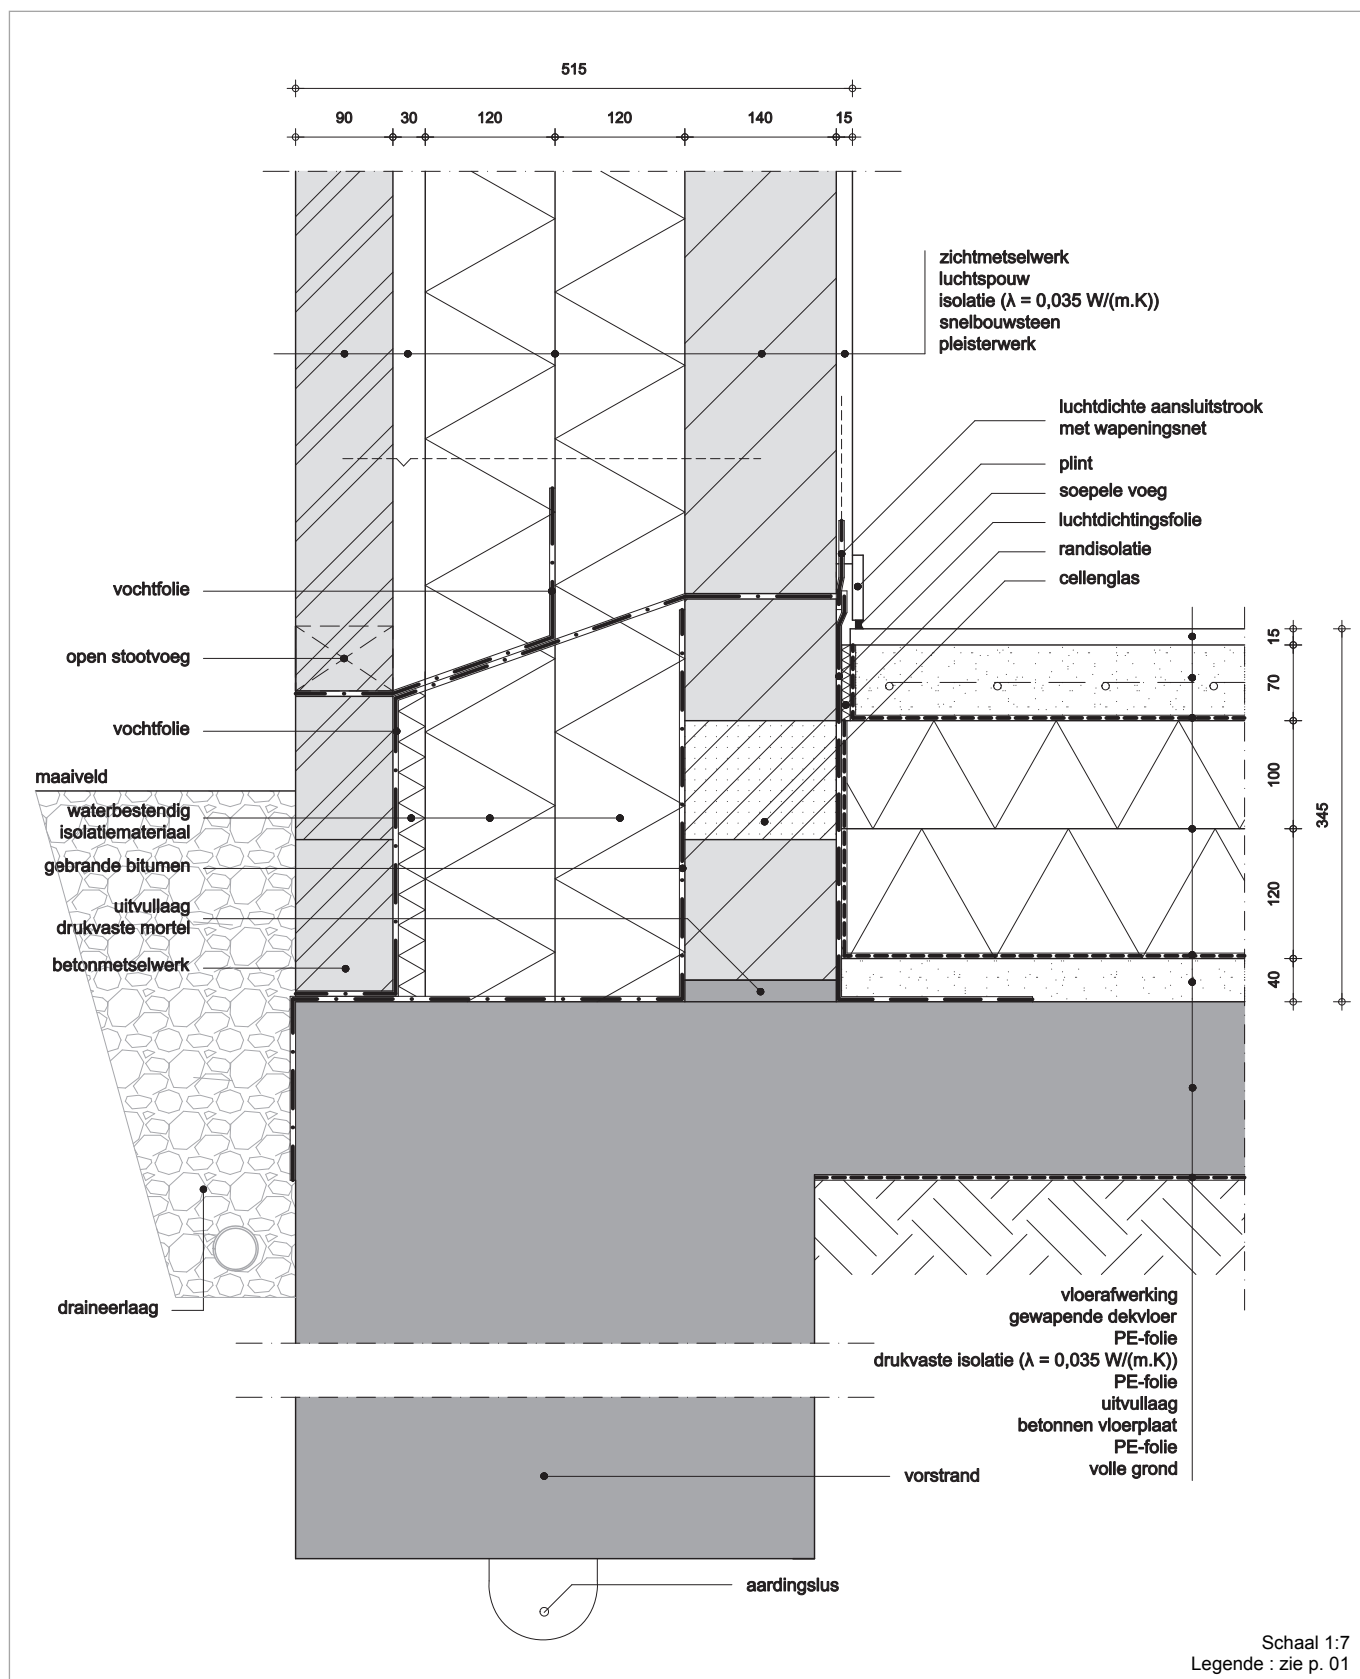 515
90 30 120 120 140 15
zichtmetselwerk
luchtspouw
isolatie (λ = 0,035 W/(m.K))
snelbouwsteen
pleisterwerk
luchtdichte aansluitstrook
met wapeningsnet
plint
soepele voeg
luchtdichtingsfolie
randisolatie
cellenglas
vochtfolie
open stootvoeg
vochtfolie
maaiveld
waterbestendig
isolatiemateriaal
gebrande bitumen
uitvullaag
drukvaste mortel
betonmetselwerk
draineerlaag
15
70
100
120
40
345
vloerafwerking
gewapende dekvloer
PE-folie
drukvaste isolatie (λ = 0,035 W/(m.K))
PE-folie
uitvullaag
betonnen vloerplaat
PE-folie
volle grond
vorstrand
aardingslus
Schaal 1:7
Legende : zie p. 01